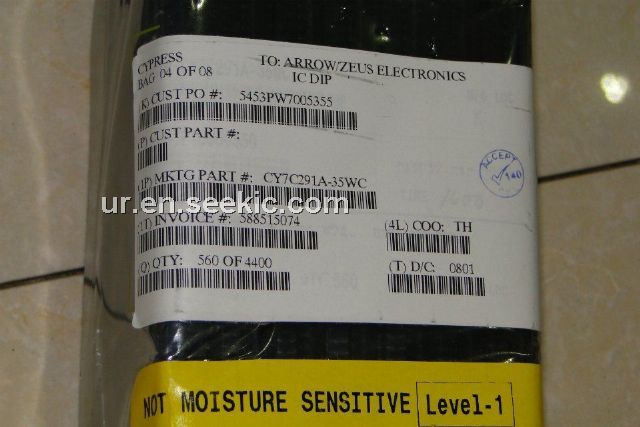 CYPRESS
BAG 04 OF 08
TO: ARROW/ZEUS ELECTRONICS
IC DIP
(K) CUST PO #: 5453PW7005355
(P) CUST PART #:
(1P) MKTG PART #: CY7C291A-35WC
ur.en.seekic.com
(1T) INVOICE #: 588515074
(4L) COO: TH
(Q) QTY: 560 OF 4400
(T) D/C: 0801
ACCEPT
140
NOT MOISTURE SENSITIVE Level-1